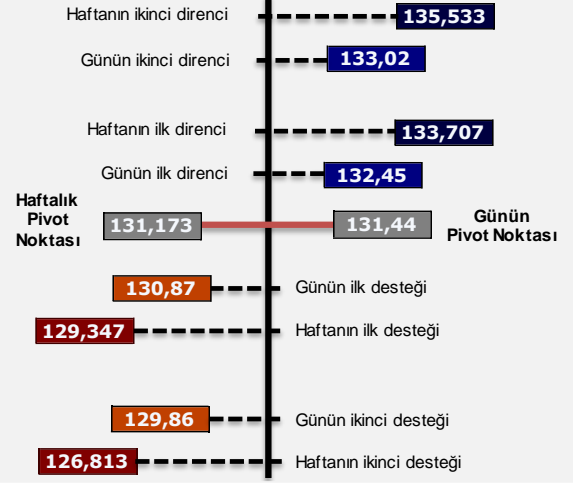 Haftanın ikinci direnci 135,533
Günün ikinci direnci 133,02
Haftanın ilk direnci 133,707
Günün ilk direnci 132,45
Haftalık
Pivot
Noktası
131,173
131,44
Günün
Pivot Noktası
130,87 Günün ilk desteği
129,347 Haftanın ilk desteği
129,86 Günün ikinci desteği
126,813 Haftanın ikinci desteği